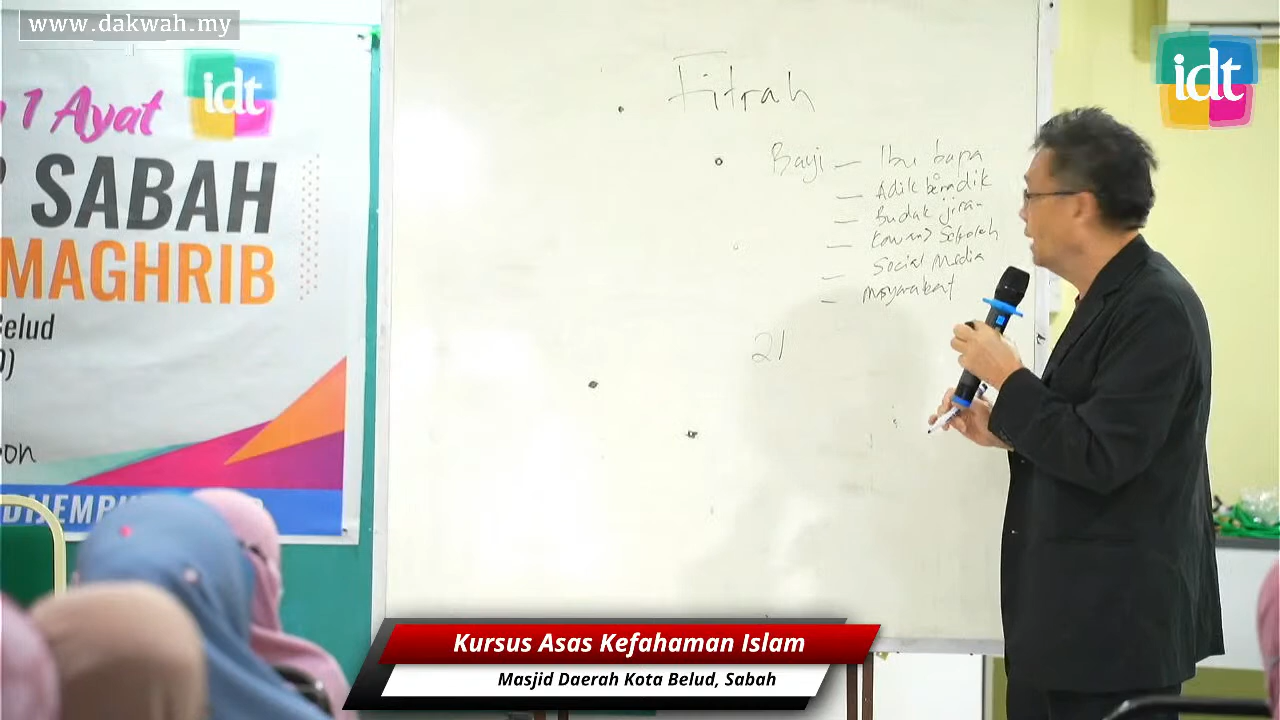 www.dakwah.my
idt
idt
1 Ayat
SABAH
MAGHRIB
Belud
Fitrah
Bayi — Ibu bapa
— Adik beradik
— Budak jiran
— Kawan2 Sekolah
Social Media
— Masyarakat
21
Kursus Asas Kefahaman Islam
Masjid Daerah Kota Belud, Sabah